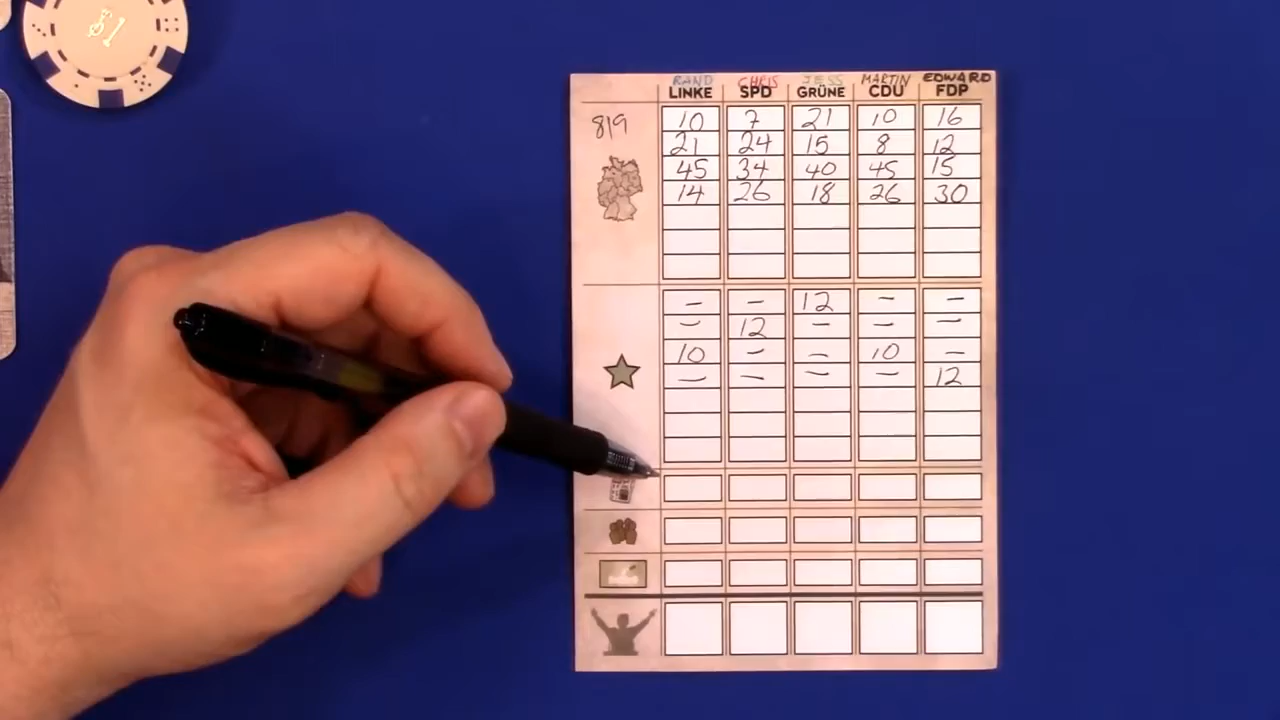 $1
RAND CHRIS JESS MARTIN EDWARD
LINKE SPD GRÜNE CDU FDP
819
10 7 21 10 16
21 24 15 8 12
45 34 40 45 15
14 26 18 26 30
– – 12 – –
– 12 – – –
10 – – 10 –
– – – – 12